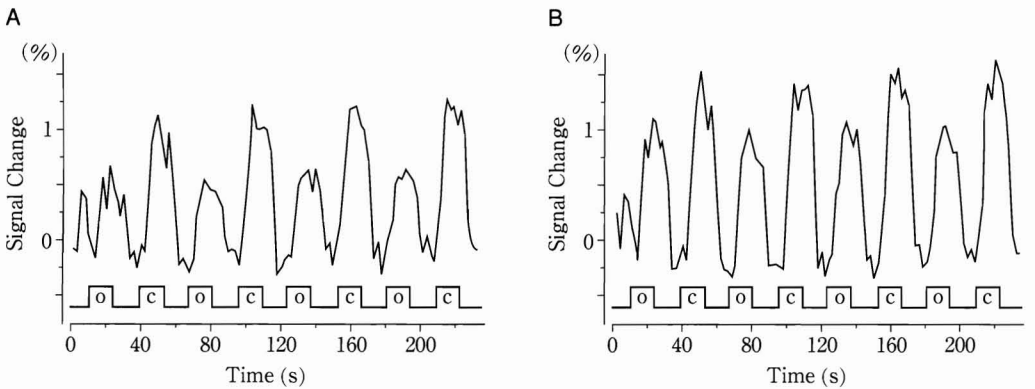 A
(%)
Signal Change
1
0
o c o c o c o c
0 40 80 120 160 200
Time (s)
B
(%)
Signal Change
1
0
o c o c o c o c
0 40 80 120 160 200
Time (s)